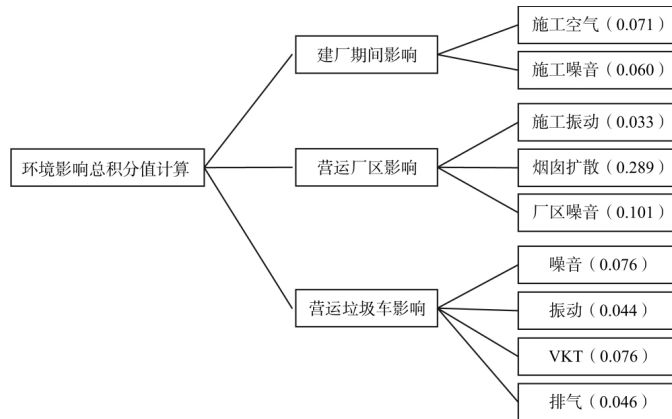 环境影响总积分值计算
建厂期间影响
施工空气（0.071）
施工噪音（0.060）
营运厂区影响
施工振动（0.033）
烟囱扩散（0.289）
厂区噪音（0.101）
营运垃圾车影响
噪音（0.076）
振动（0.044）
VKT（0.076）
排气（0.046）